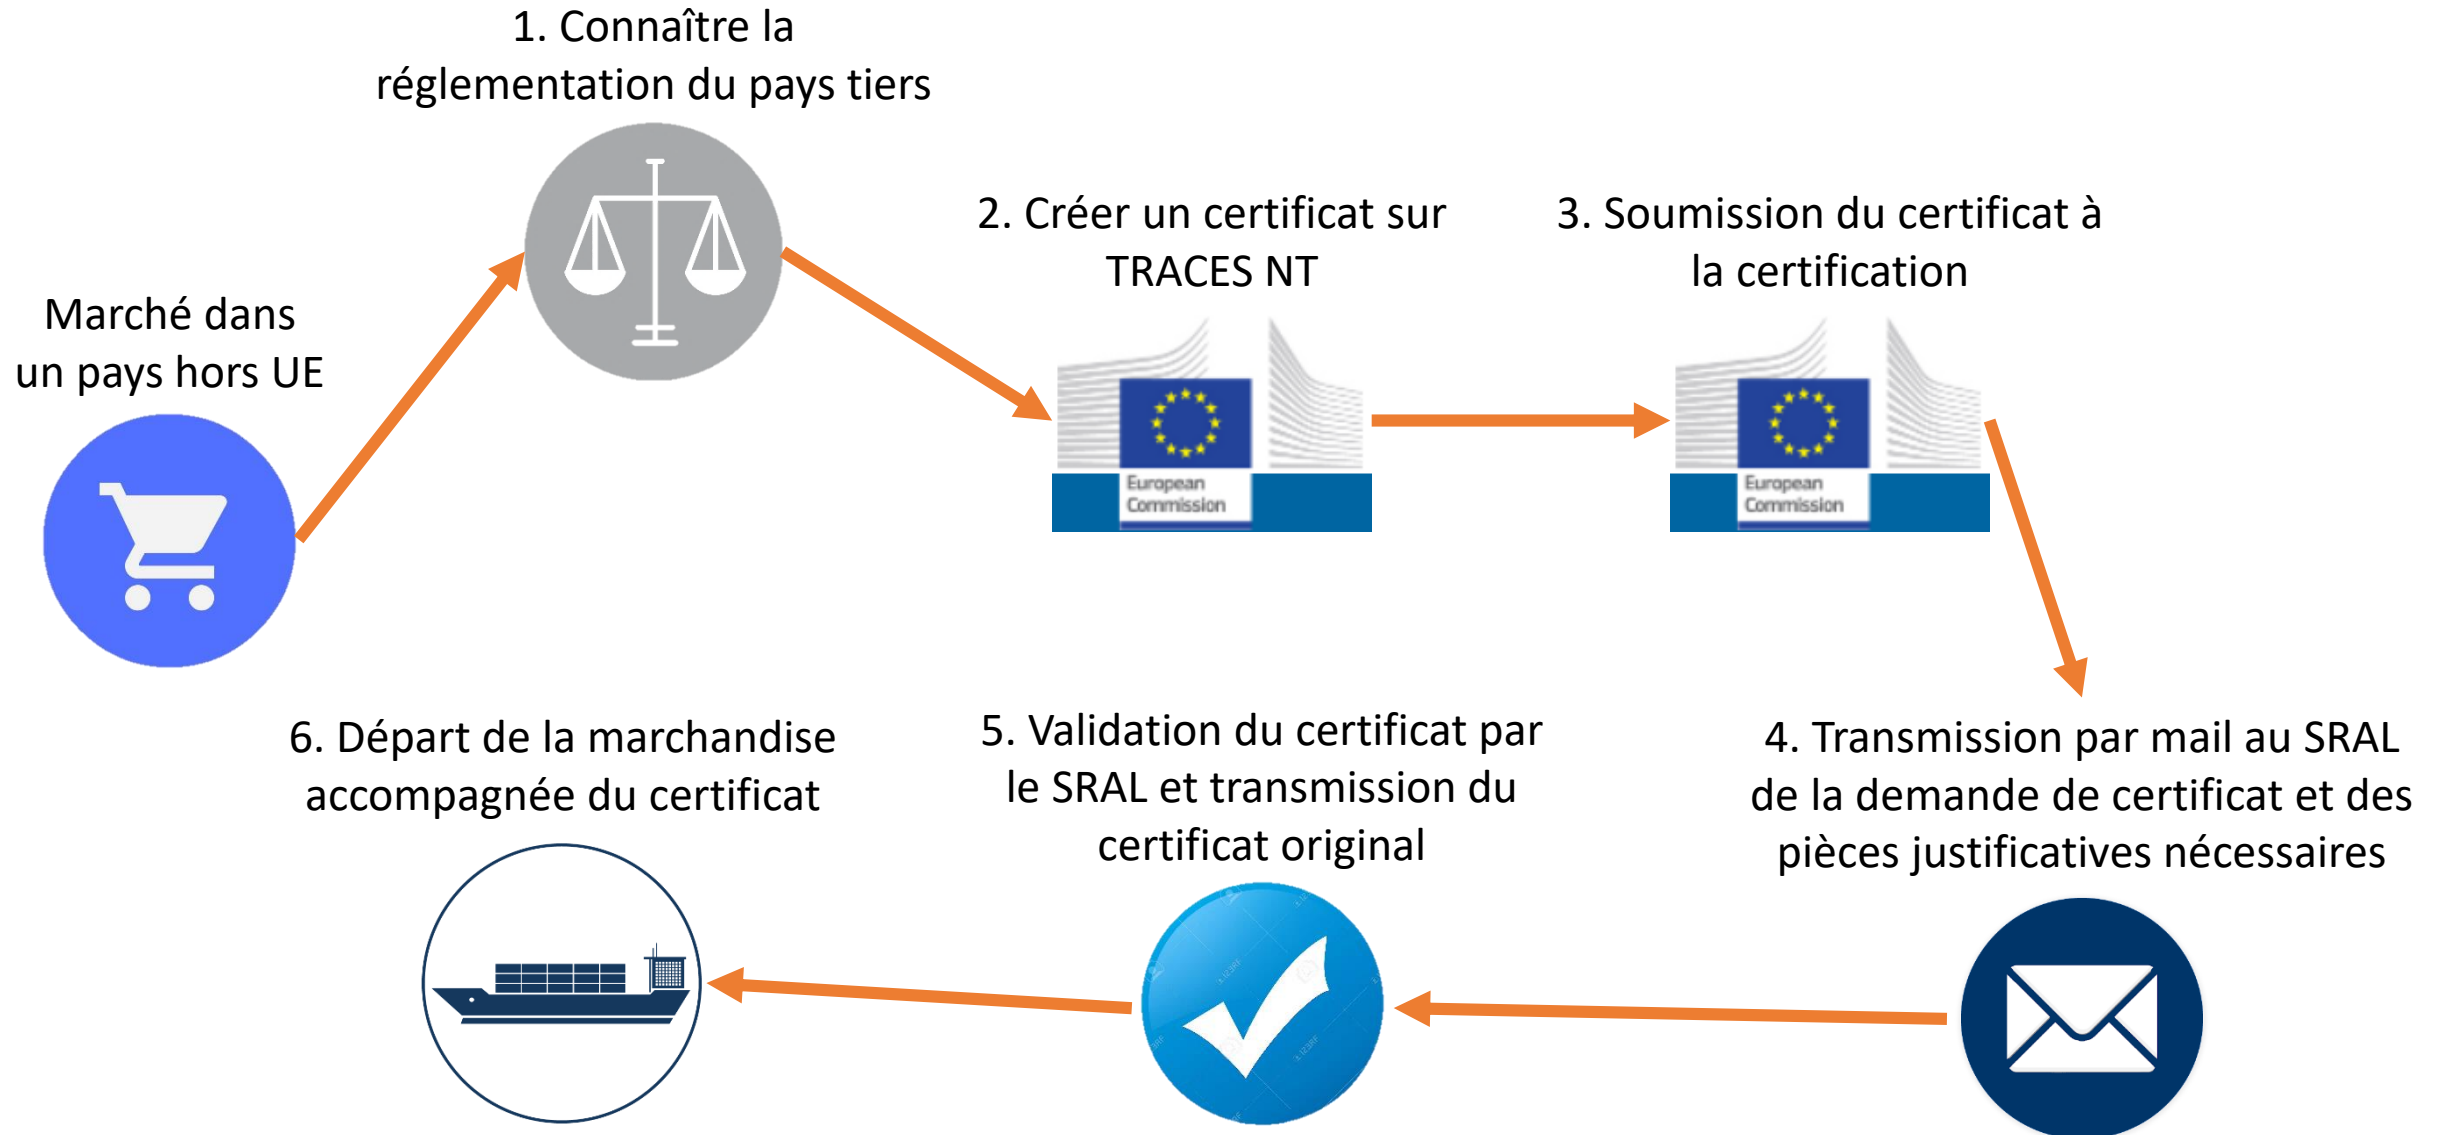 1. Connaître la
réglementation du pays tiers
2. Créer un certificat sur
TRACES NT
3. Soumission du certificat à
la certification
Marché dans
un pays hors UE
European
Commission
European
Commission
6. Départ de la marchandise
accompagnée du certificat
5. Validation du certificat par
le SRAL et transmission du
certificat original
4. Transmission par mail au SRAL
de la demande de certificat et des
pièces justificatives nécessaires